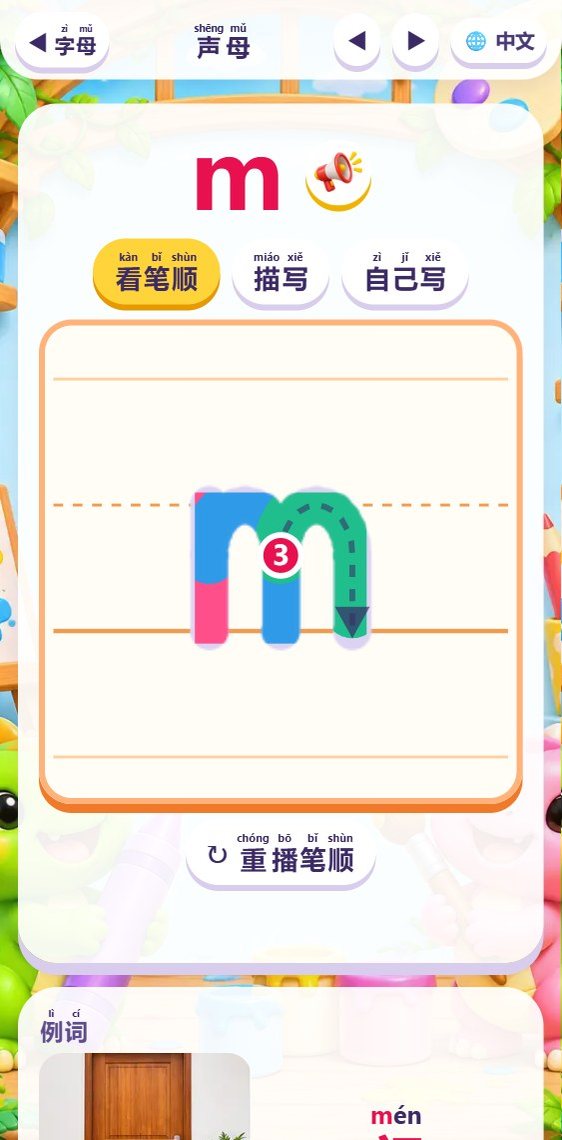 zì mǔ
◀ 字母
shēng mǔ
声母
◀ ▶
中文
m
kàn bǐ shùn
看笔顺
miáo xiě
描写
zì jǐ xiě
自己写
3
chóng bō bǐ shùn
↻ 重播笔顺
lì cí
例词
mén